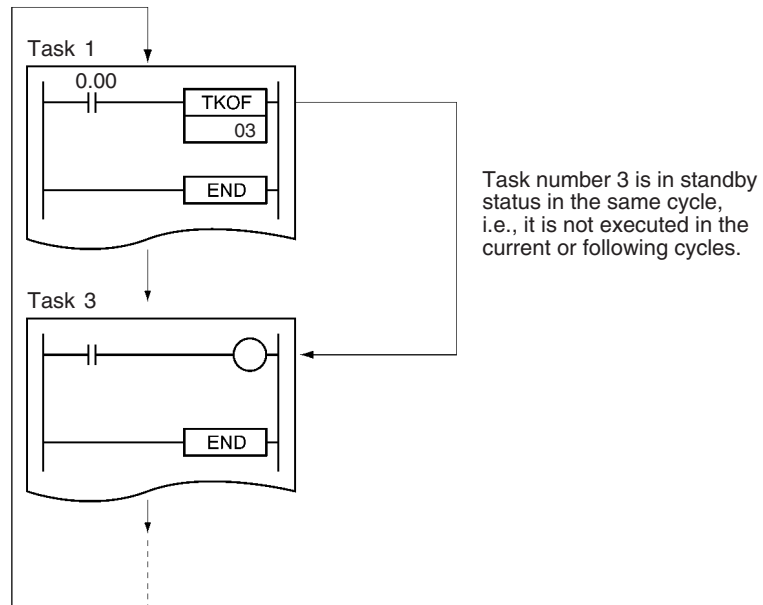 Task 1
0.00
TKOF
03
END
Task number 3 is in standby
status in the same cycle,
i.e., it is not executed in the
current or following cycles.
Task 3
END